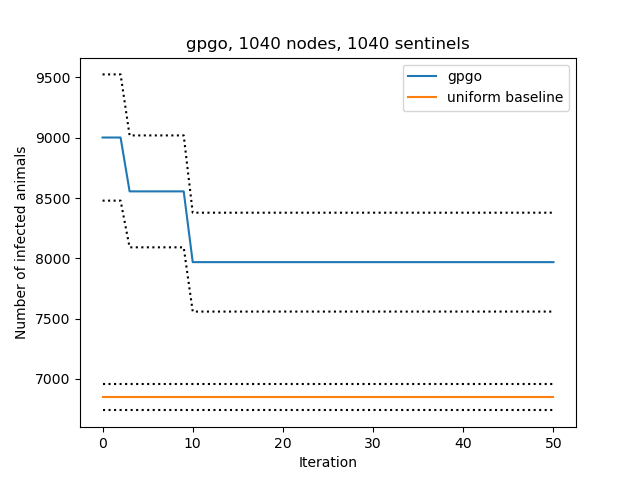 gpgo, 1040 nodes, 1040 sentinels
gpgo
uniform baseline
Number of infected animals
9500
9000
8500
8000
7500
7000
0 10 20 30 40 50
Iteration